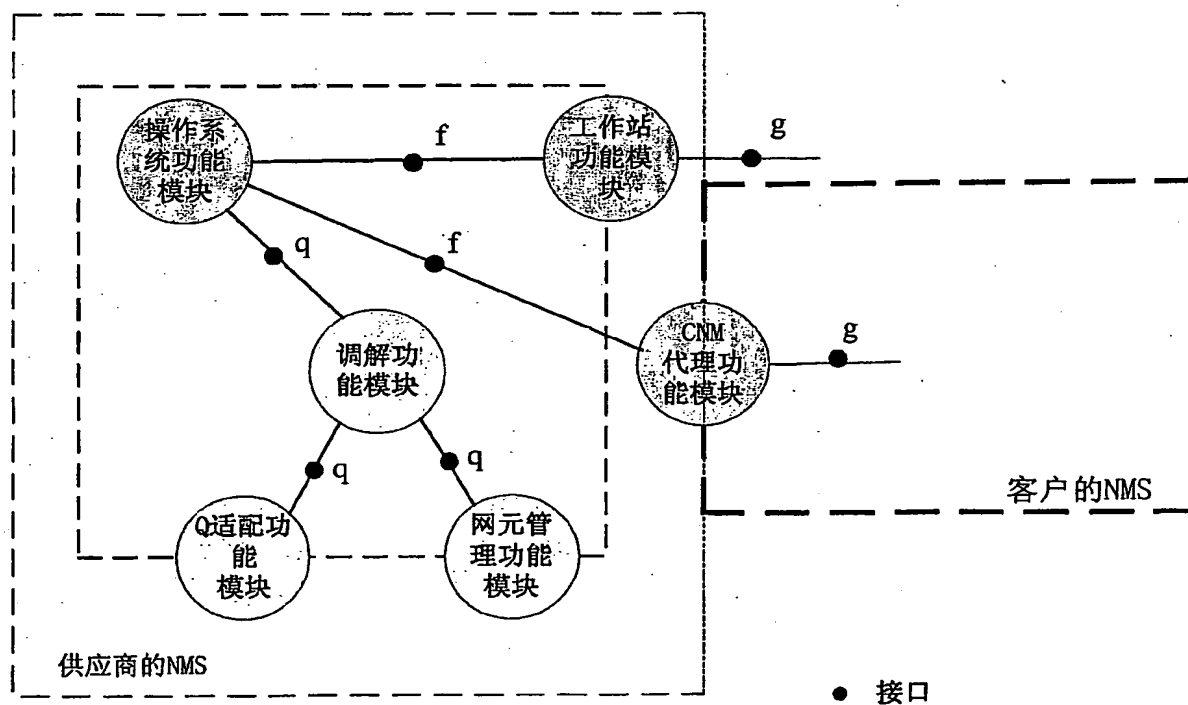 操作系
统功能
模块
f
工作站
功能模
块
g
q
f
调解功
能模块
CNM
代理功
能模块
g
q
q
Q适配功
能
模块
网元管
理功能
模块
客户的NMS
供应商的NMS
接口